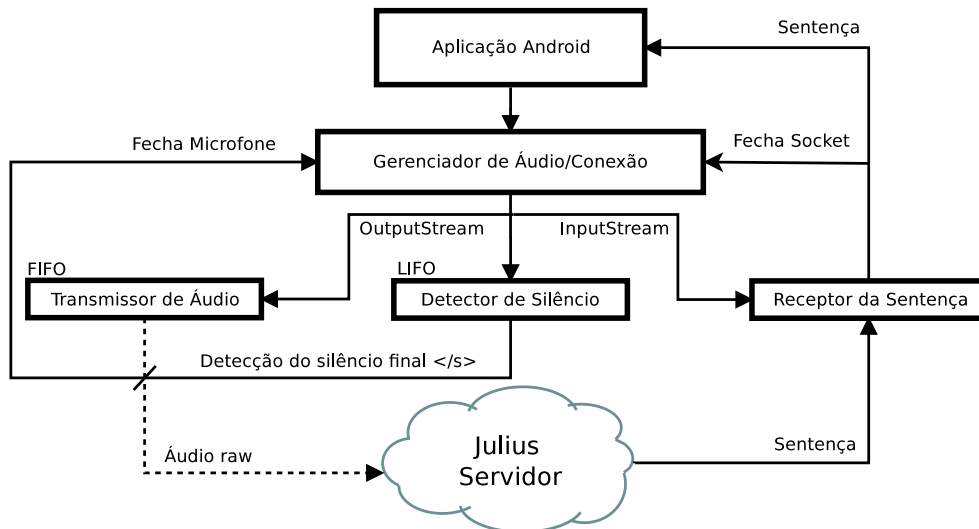 Sentença
Aplicação Android
Fecha Microfone
Fecha Socket
Gerenciador de Áudio/Conexão
OutputStream
InputStream
FIFO
LIFO
Transmissor de Áudio
Detector de Silêncio
Receptor da Sentença
Detecção do silêncio final </s>
Julius
Servidor
Áudio raw
Sentença